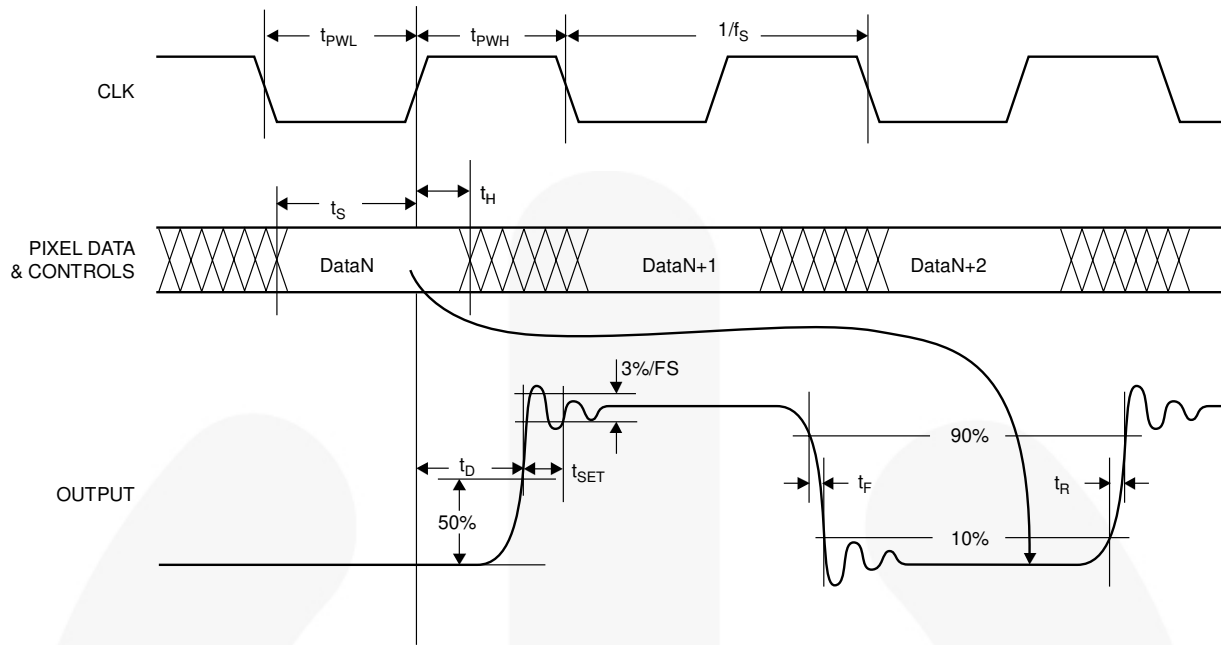 t_PWL
t_PWH
1/f_S
CLK
t_S
t_H
PIXEL DATA
& CONTROLS
DataN
DataN+1
DataN+2
3%/FS
90%
t_D
t_SET
t_F
t_R
OUTPUT
50%
10%